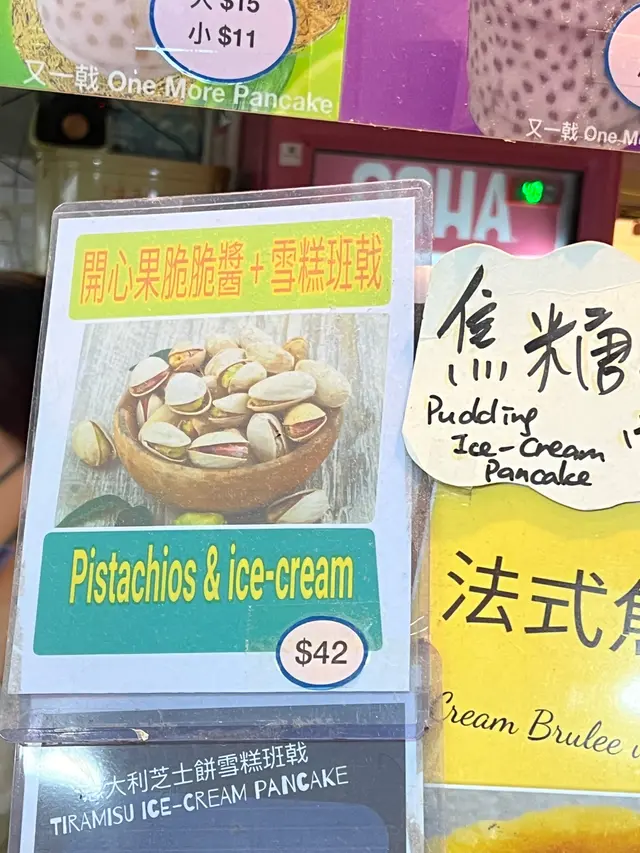 大 $15
小 $11
又一戟 One More Pancake
又一戟 One M
開心果脆脆醬 + 雪糕班戟
焦糖
Pudding
Ice-Cream
Pancake
Pistachios & ice-cream
$42
法式焦
Cream Brulee
大利芝士餅雪糕班戟
TIRAMISU ICE-CREAM PANCAKE